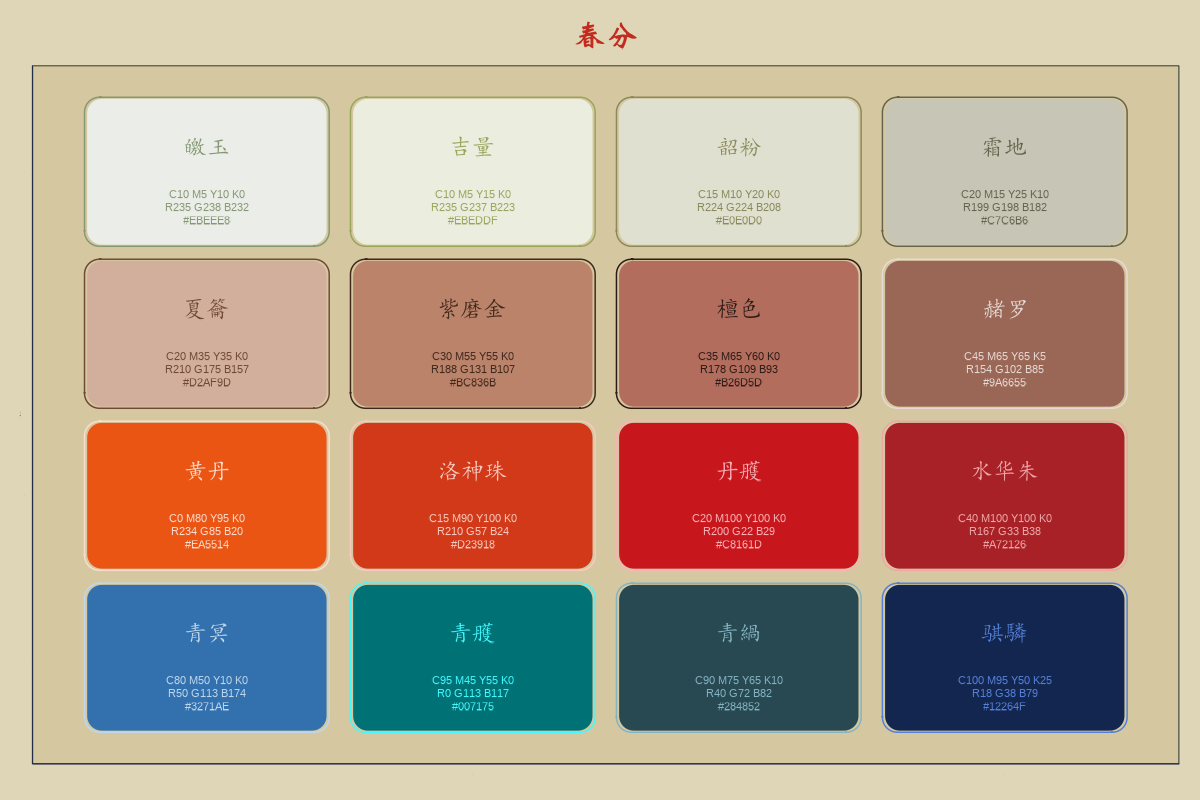 春分
皦玉
C10 M5 Y10 K0
R235 G238 B232
#EBEEE8
吉量
C10 M5 Y15 K0
R235 G237 B223
#EBEDDF
韶粉
C15 M10 Y20 K0
R224 G224 B208
#E0E0D0
霜地
C20 M15 Y25 K10
R199 G198 B182
#C7C6B6
夏籥
C20 M35 Y35 K0
R210 G175 B157
#D2AF9D
紫磨金
C30 M55 Y55 K0
R188 G131 B107
#BC836B
檀色
C35 M65 Y60 K0
R178 G109 B93
#B26D5D
赭罗
C45 M65 Y65 K5
R154 G102 B85
#9A6655
黄丹
C0 M80 Y95 K0
R234 G85 B20
#EA5514
洛神珠
C15 M90 Y100 K0
R210 G57 B24
#D23918
丹雘
C20 M100 Y100 K0
R200 G22 B29
#C8161D
水华朱
C40 M100 Y100 K0
R167 G33 B38
#A72126
青冥
C80 M50 Y10 K0
R50 G113 B174
#3271AE
青雘
C95 M45 Y55 K0
R0 G113 B117
#007175
青緺
C90 M75 Y65 K10
R40 G72 B82
#284852
骐驎
C100 M95 Y50 K25
R18 G38 B79
#12264F